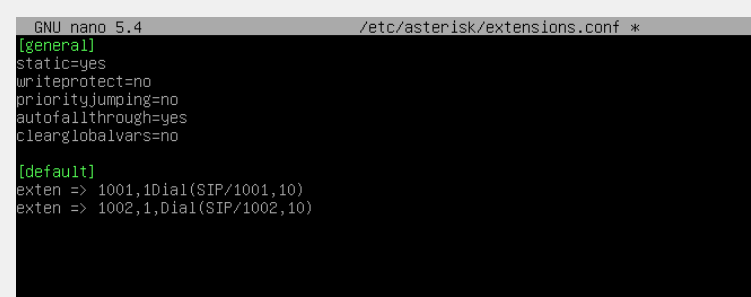 GNU nano 5.4 /etc/asterisk/extensions.conf *
[general]
static=yes
writeprotect=no
priorityjumping=no
autofallthrough=yes
clearglobalvars=no
[default]
exten => 1001,1Dial(SIP/1001,10)
exten => 1002,1,Dial(SIP/1002,10)